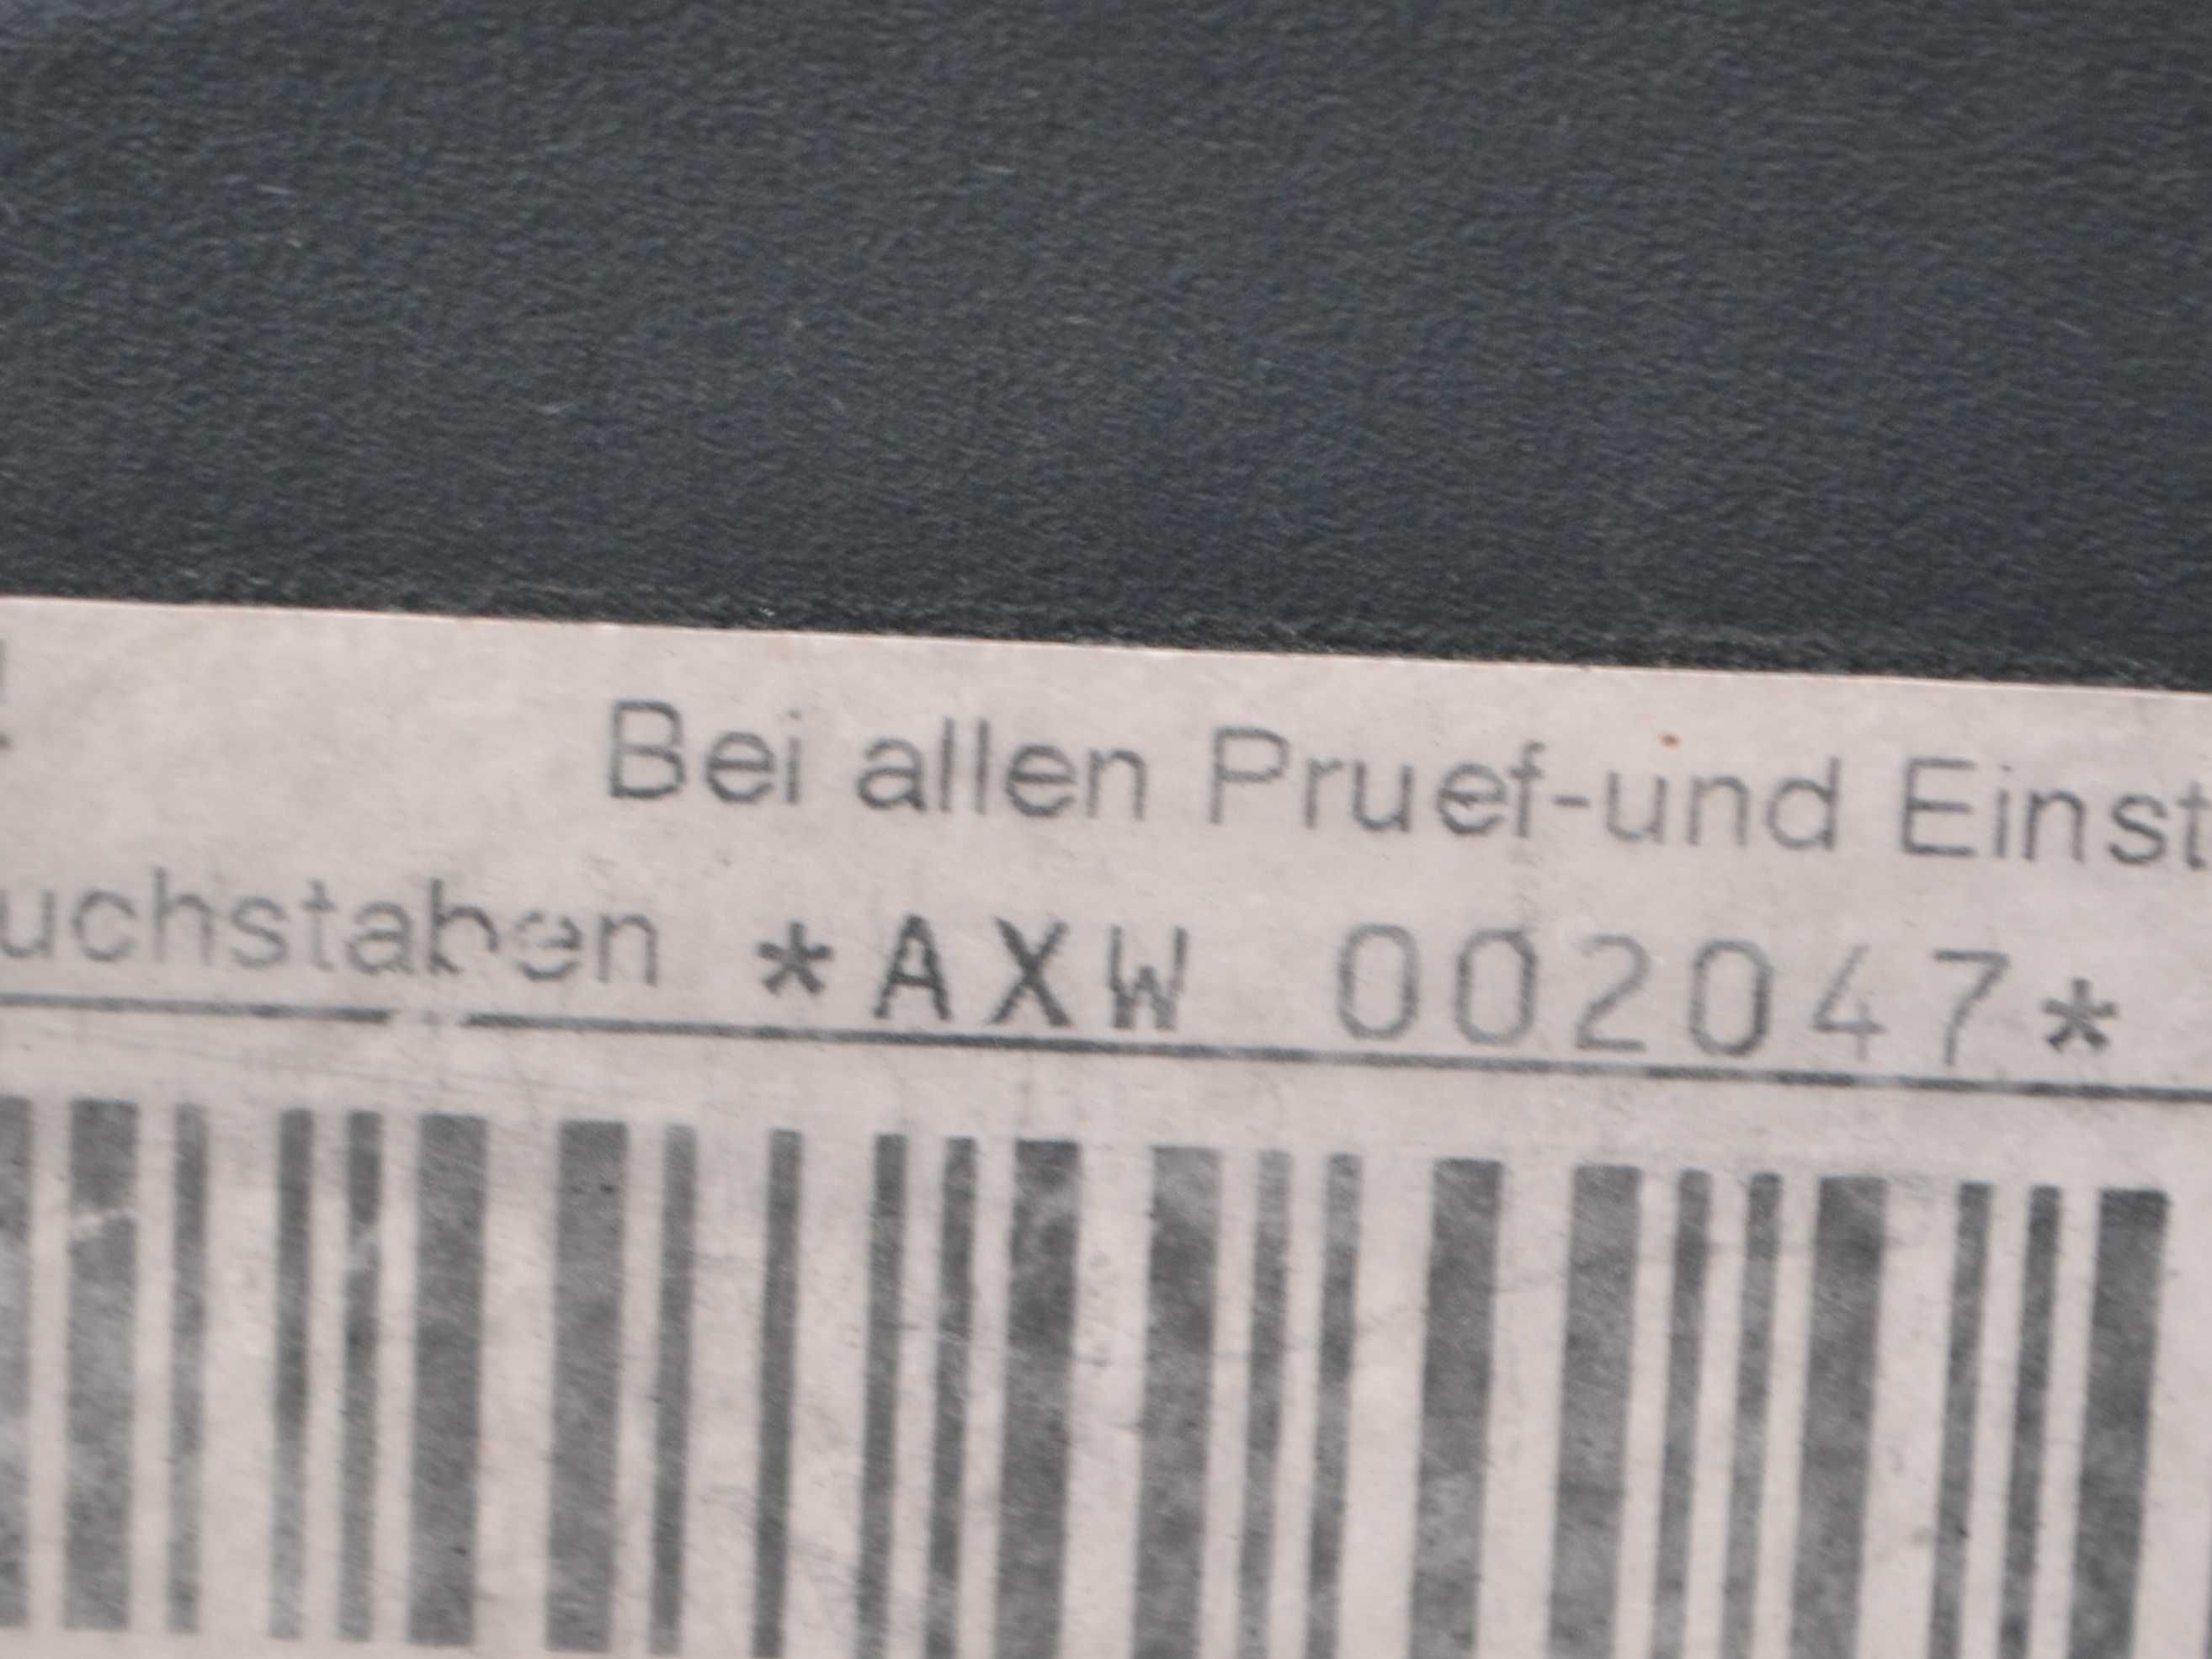 Bei allen Pruef-und Einst
uchstaben *AXW 002047*